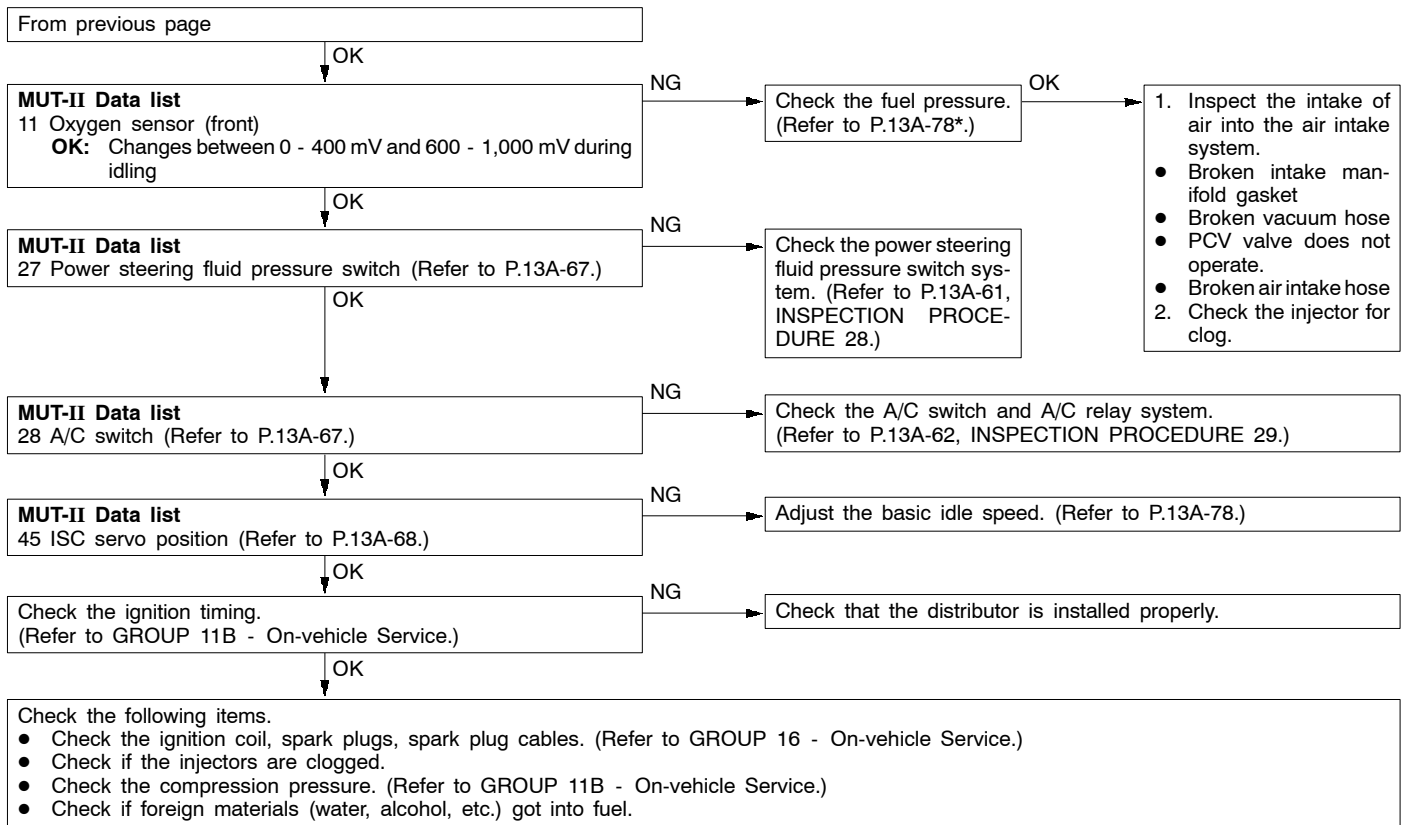 From previous page
OK
MUT-II Data list
11 Oxygen sensor (front)
OK: Changes between 0 - 400 mV and 600 - 1,000 mV during
idling
NG
Check the fuel pressure.
(Refer to P.13A-78*.)
OK
1. Inspect the intake of
air into the air intake
system.
● Broken intake man-
ifold gasket
● Broken vacuum hose
● PCV valve does not
operate.
● Broken air intake hose
2. Check the injector for
clog.
OK
MUT-II Data list
27 Power steering fluid pressure switch (Refer to P.13A-67.)
NG
Check the power steering
fluid pressure switch sys-
tem. (Refer to P.13A-61,
INSPECTION PROCE-
DURE 28.)
OK
MUT-II Data list
28 A/C switch (Refer to P.13A-67.)
NG
Check the A/C switch and A/C relay system.
(Refer to P.13A-62, INSPECTION PROCEDURE 29.)
OK
MUT-II Data list
45 ISC servo position (Refer to P.13A-68.)
NG
Adjust the basic idle speed. (Refer to P.13A-78.)
OK
Check the ignition timing.
(Refer to GROUP 11B - On-vehicle Service.)
NG
Check that the distributor is installed properly.
OK
Check the following items.
● Check the ignition coil, spark plugs, spark plug cables. (Refer to GROUP 16 - On-vehicle Service.)
● Check if the injectors are clogged.
● Check the compression pressure. (Refer to GROUP 11B - On-vehicle Service.)
● Check if foreign materials (water, alcohol, etc.) got into fuel.